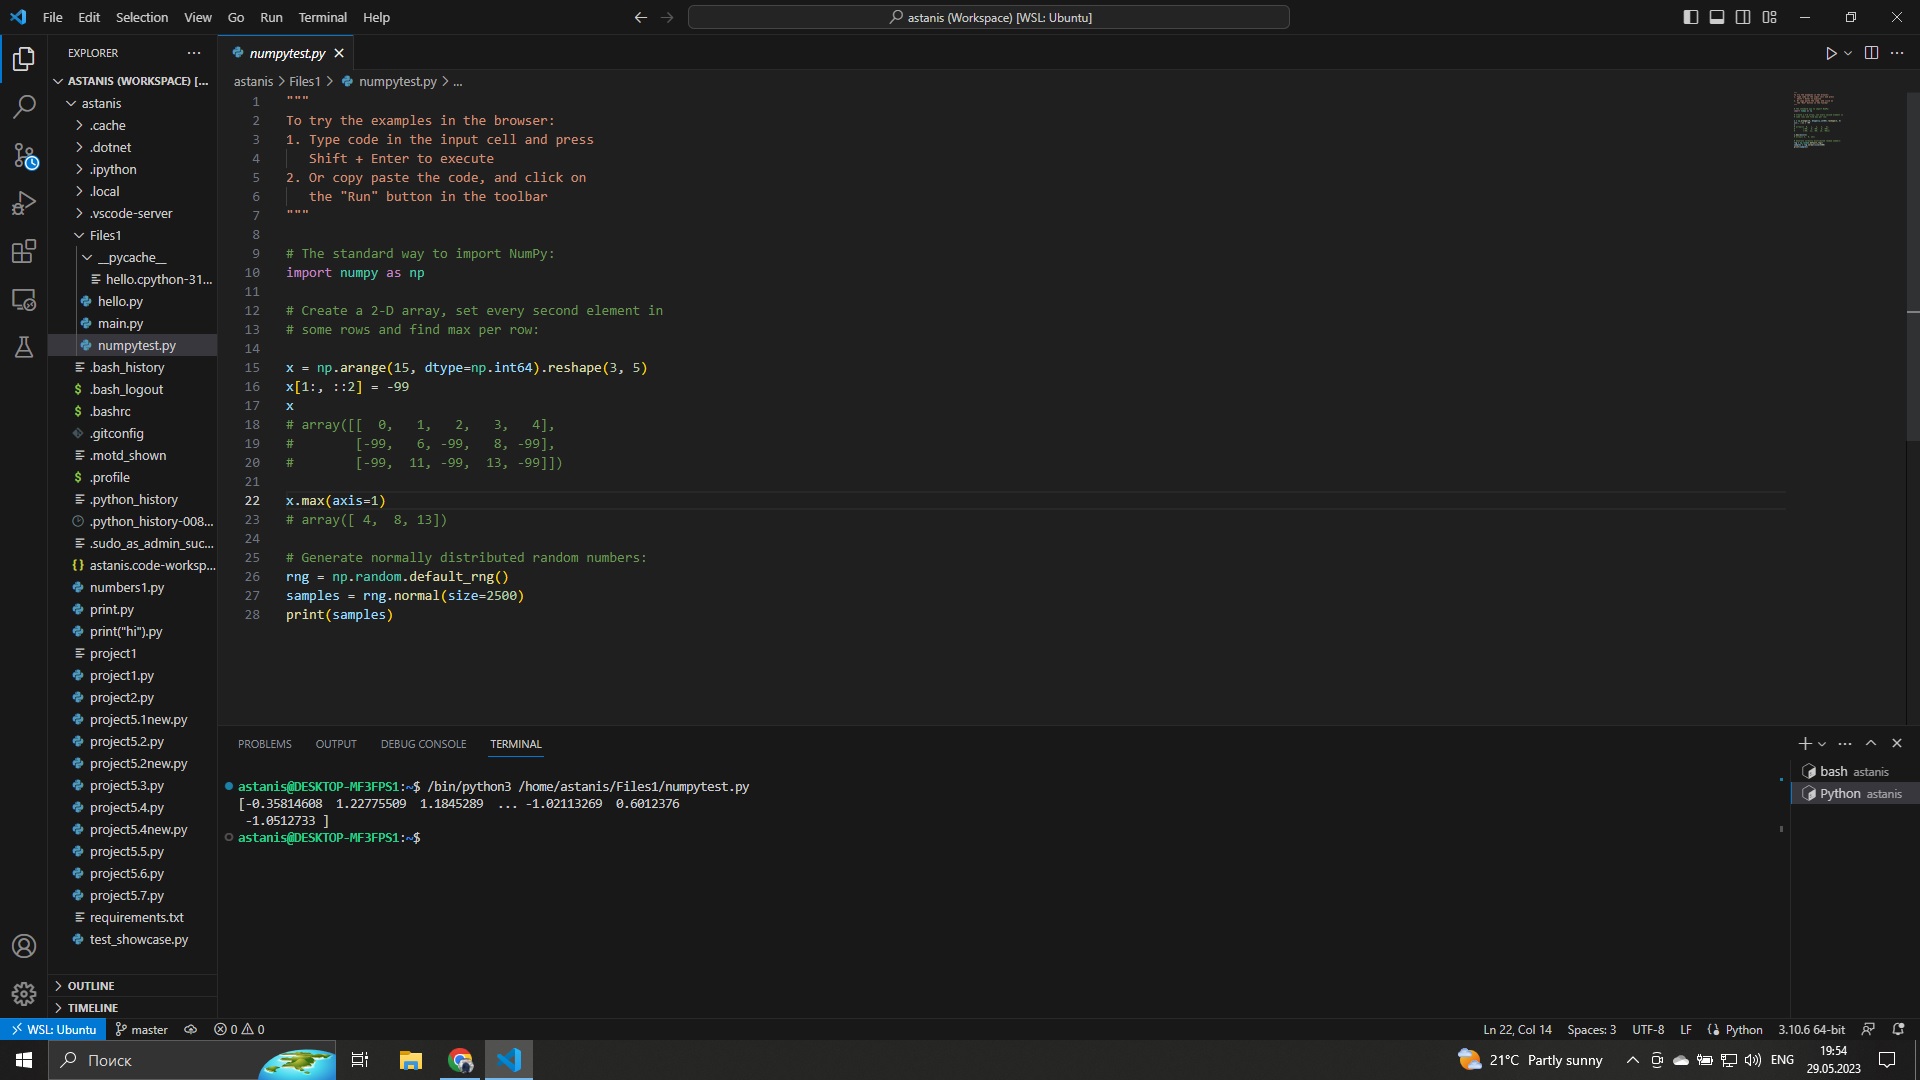 File Edit Selection View Go Run Terminal Help
astanis (Workspace) [WSL: Ubuntu]
EXPLORER
ASTANIS (WORKSPACE) [...
astanis
.cache
.dotnet
.ipython
.local
.vscode-server
Files1
__pycache__
hello.cpython-31...
hello.py
main.py
numpytest.py
.bash_history
.bash_logout
.bashrc
.gitconfig
.motd_shown
.profile
.python_history
.python_history-008...
.sudo_as_admin_suc...
astanis.code-worksp...
numbers1.py
print.py
print("hi").py
project1
project1.py
project2.py
project5.1new.py
project5.2.py
project5.2new.py
project5.3.py
project5.4.py
project5.4new.py
project5.5.py
project5.6.py
project5.7.py
requirements.txt
test_showcase.py
OUTLINE
TIMELINE
numpytest.py
astanis > Files1 > numpytest.py > ...
1 """
2 To try the examples in the browser:
3 1. Type code in the input cell and press
4 Shift + Enter to execute
5 2. Or copy paste the code, and click on
6 the "Run" button in the toolbar
7 """
8
9 # The standard way to import NumPy:
10 import numpy as np
11
12 # Create a 2-D array, set every second element in
13 # some rows and find max per row:
14
15 x = np.arange(15, dtype=np.int64).reshape(3, 5)
16 x[1:, ::2] = -99
17 x
18 # array([[  0,   1,   2,   3,   4],
19 #        [-99,   6, -99,   8, -99],
20 #        [-99,  11, -99,  13, -99]])
21
22 x.max(axis=1)
23 # array([ 4,  8, 13])
24
25 # Generate normally distributed random numbers:
26 rng = np.random.default_rng()
27 samples = rng.normal(size=2500)
28 print(samples)
PROBLEMS OUTPUT DEBUG CONSOLE TERMINAL
astanis@DESKTOP-MF3FPS1:~$ /bin/python3 /home/astanis/Files1/numpytest.py
[-0.35814608  1.22775509  1.1845289  ... -1.02113269  0.6012376
-1.0512733 ]
astanis@DESKTOP-MF3FPS1:~$
bash astanis
Python astanis
WSL: Ubuntu master 0 0 Ln 22, Col 14 Spaces: 3 UTF-8 LF Python 3.10.6 64-bit
Поиск 21°C Partly sunny ENG 19:54
29.05.2023